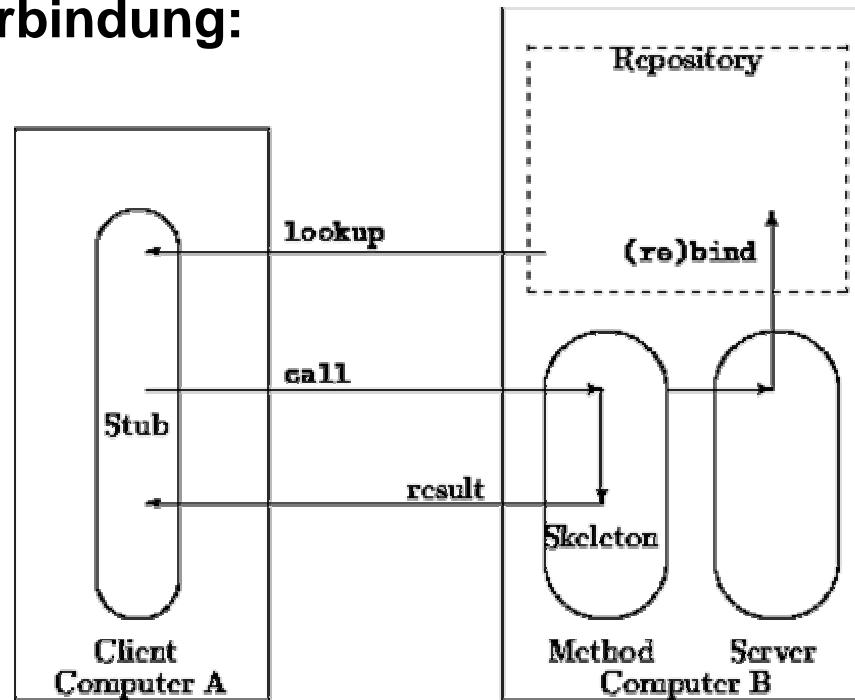 rbindung:
Repository
lookup
(re)bind
call
Stub
result
Skeleton
Client
Computer A
Method Server
Computer B